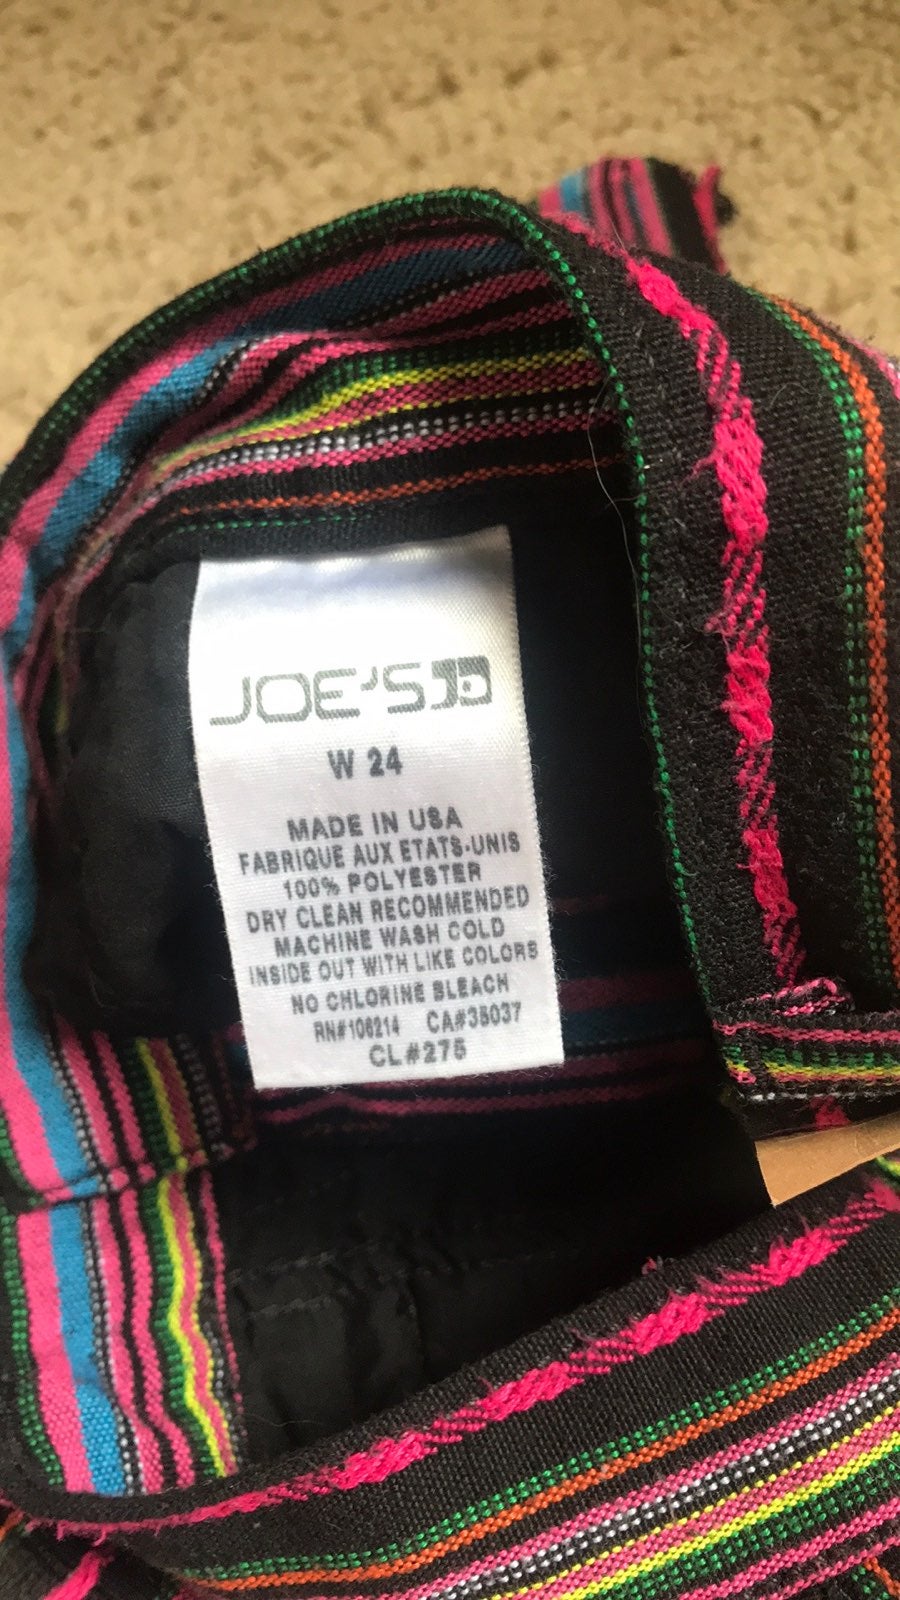 JOE'S
W 24
MADE IN USA
FABRIQUE AUX ETATS-UNIS
100% POLYESTER
DRY CLEAN RECOMMENDED
MACHINE WASH COLD
INSIDE OUT WITH LIKE COLORS
NO CHLORINE BLEACH
RN#106214 CA#35037
CL#275